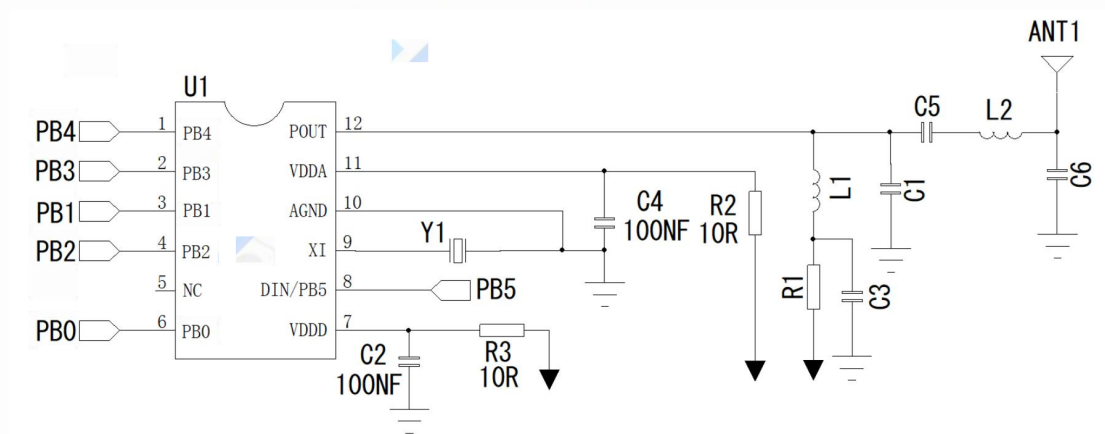 ANT1
U1
C5
L2
PB4
1
PB4
POUT
12
PB3
2
PB3
VDDA
11
L1
C1
C6
PB1
3
PB1
AGND
10
C4
100NF
R2
10R
PB2
4
PB2
XI
9
Y1
5
NC
DIN/PB5
8
PB5
R1
C3
PB0
6
PB0
VDDD
7
C2
100NF
R3
10R